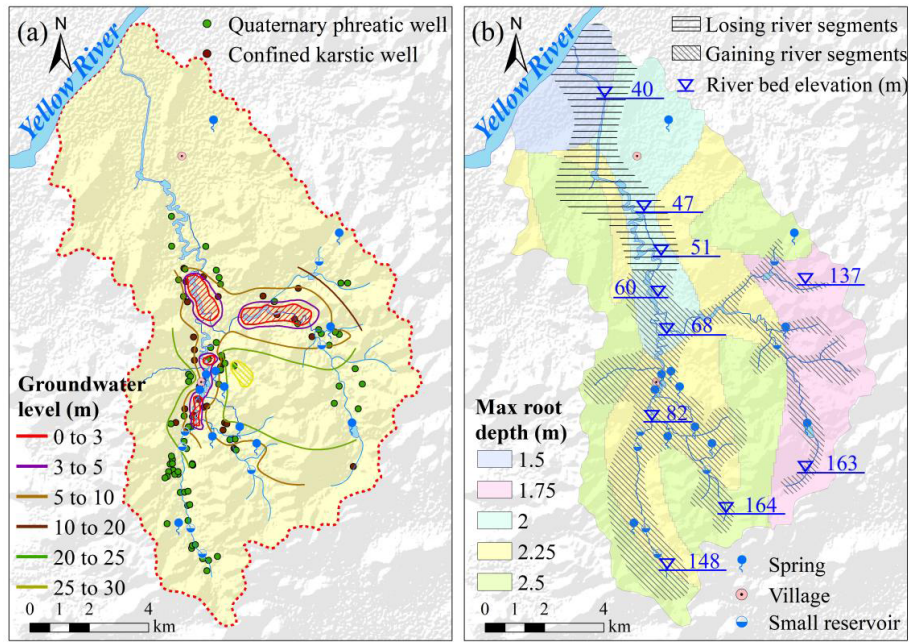 (a)
N
Quaternary phreatic well
Confined karstic well
Yellow River
Groundwater
level (m)
0 to 3
3 to 5
5 to 10
10 to 20
20 to 25
25 to 30
0 2 4
km
(b)
N
Losing river segments
Gaining river segments
River bed elevation (m)
Yellow River
40
47
51
60
68
137
82
163
164
148
Max root
depth (m)
1.5
1.75
2
2.25
2.5
Spring
Village
Small reservoir
0 2 4
km